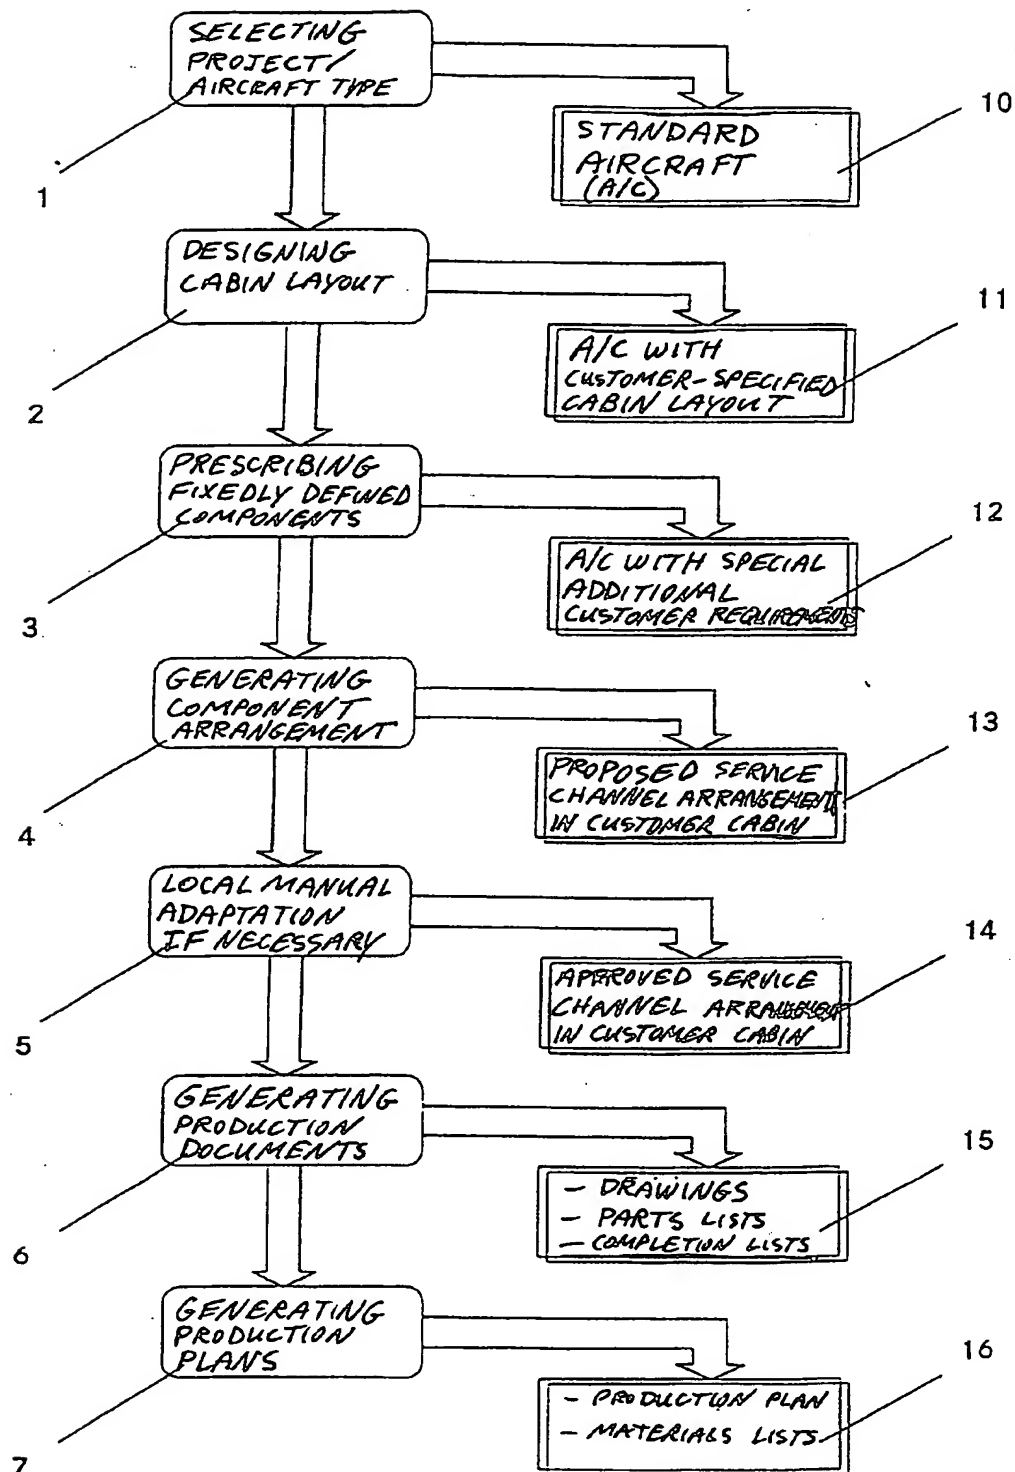 SELECTING
PROJECT/
AIRCRAFT TYPE
1
STANDARD
AIRCRAFT
(A/C)
10
DESIGNING
CABIN LAYOUT
2
A/C WITH
CUSTOMER-SPECIFIED
CABIN LAYOUT
11
PRESCRIBING
FIXEDLY DEFINED
COMPONENTS
3
A/C WITH SPECIAL
ADDITIONAL
CUSTOMER REQUIREMENTS
12
GENERATING
COMPONENT
ARRANGEMENT
4
PROPOSED SERVICE
CHANNEL ARRANGEMENT
IN CUSTOMER CABIN
13
LOCAL MANUAL
ADAPTATION
IF NECESSARY
5
APPROVED SERVICE
CHANNEL ARRANGEMENT
IN CUSTOMER CABIN
14
GENERATING
PRODUCTION
DOCUMENTS
6
- DRAWINGS
- PARTS LISTS
- COMPLETION LISTS
15
GENERATING
PRODUCTION
PLANS
7
- PRODUCTION PLAN
- MATERIALS LISTS
16